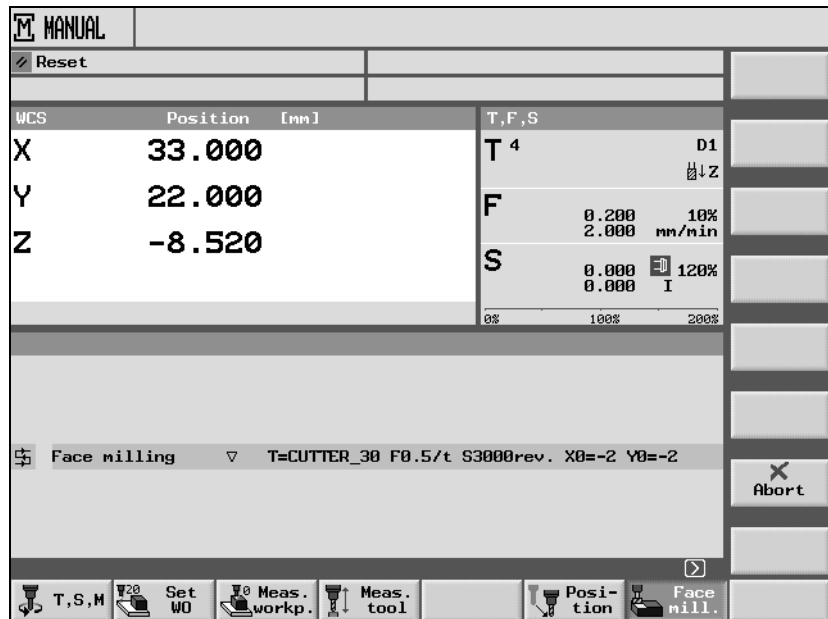 M MANUAL
Reset
WCS Position [mm]
X 33.000
Y 22.000
Z -8.520
T,F,S
T 4 D1
Z
F 0.200 10%
2.000 mm/min
S 0.000 120%
0.000 I
0% 100% 200%
Face milling ▽ T=CUTTER_30 F0.5/t S3000rev. X0=-2 Y0=-2
Abort
T,S,M
20 Set WO
0 Meas. workp.
Meas. tool
Posi-
tion
Face mill.